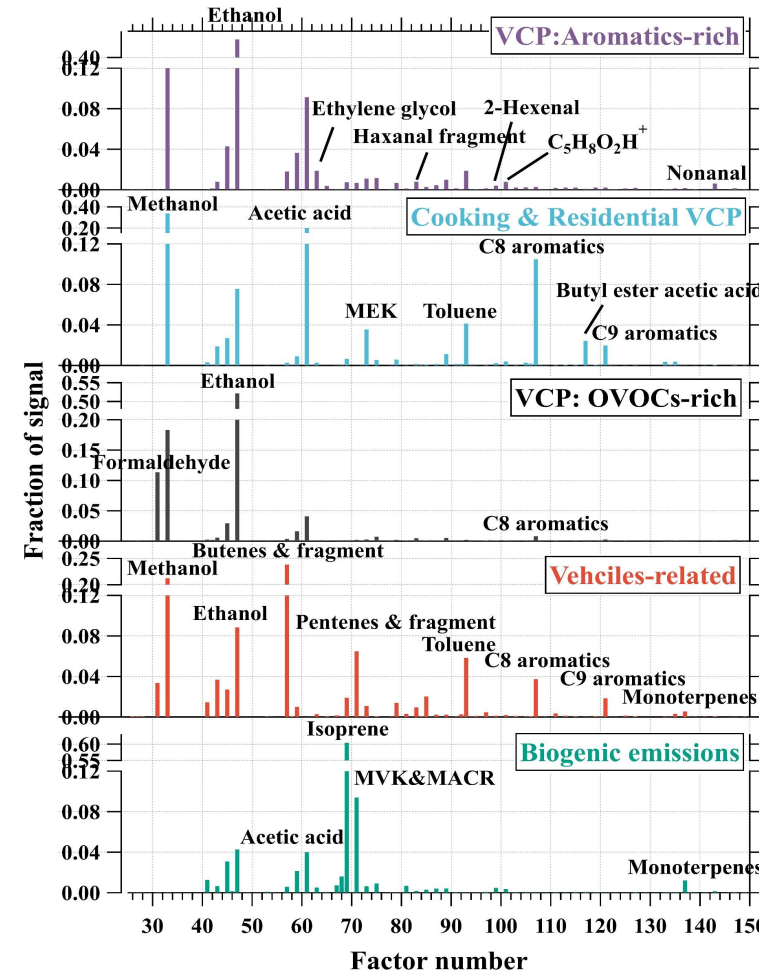 Ethanol
VCP:Aromatics-rich
0.40
0.12
0.08
0.04
0.00
Ethylene glycol
2-Hexenal
Haxanal fragment
C5H8O2H+
Nonanal
Methanol
Acetic acid
Cooking & Residential VCP
0.40
0.20
0.12
0.08
0.04
0.00
C8 aromatics
MEK
Toluene
Butyl ester acetic acid
C9 aromatics
Ethanol
VCP: OVOCs-rich
0.55
0.50
0.20
0.15
0.10
0.05
0.00
Formaldehyde
C8 aromatics
Fraction of signal
Butenes & fragment
Methanol
Vehciles-related
0.25
0.20
0.12
0.08
0.04
0.00
Ethanol
Pentenes & fragment
Toluene
C8 aromatics
C9 aromatics
Monoterpenes
Isoprene
Biogenic emissions
0.60
0.55
0.12
0.08
0.04
0.00
MVK&MACR
Acetic acid
Monoterpenes
30 40 50 60 70 80 90 100 110 120 130 140 150
Factor number